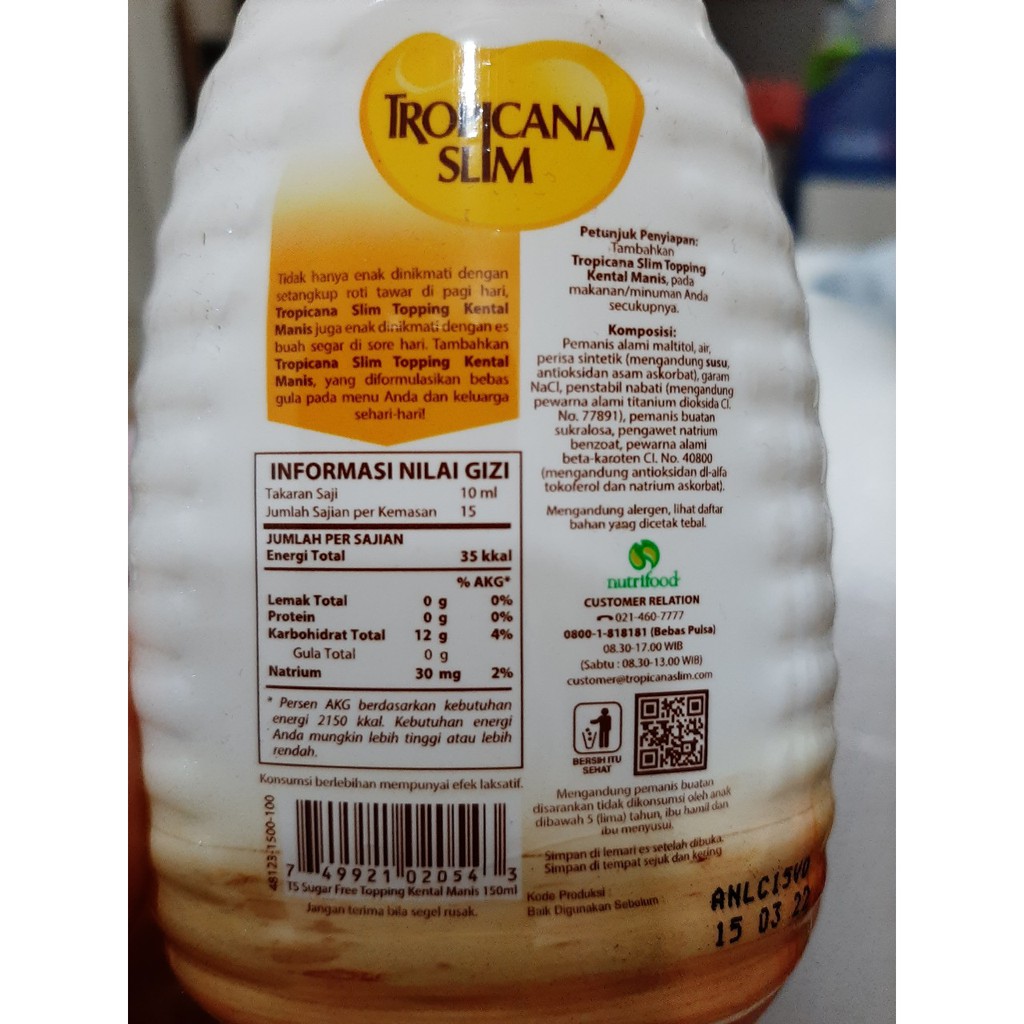 TROPICANA
SLIM
Tidak hanya enak dinikmati dengan
setangkup roti tawar di pagi hari,
Tropicana Slim Topping Kental
Manis juga enak dinikmati dengan es
buah segar di sore hari. Tambahkan
Tropicana Slim Topping Kental
Manis, yang diformulasikan bebas
gula pada menu Anda dan keluarga
sehari-hari!
INFORMASI NILAI GIZI
Takaran Saji 10 ml
Jumlah Sajian per Kemasan 15
JUMLAH PER SAJIAN
Energi Total 35 kkal
% AKG*
Lemak Total 0 g 0%
Protein 0 g 0%
Karbohidrat Total 12 g 4%
Gula Total 0 g
Natrium 30 mg 2%
* Persen AKG berdasarkan kebutuhan
energi 2150 kkal. Kebutuhan energi
Anda mungkin lebih tinggi atau lebih
rendah.
Konsumsi berlebihan mempunyai efek laksatif.
48123-1500-100
7 49921 02054 3
TS Sugar Free Topping Kental Manis 150ml
Jangan terima bila segel rusak.
Petunjuk Penyiapan:
Tambahkan
Tropicana Slim Topping
Kental Manis, pada
makanan/minuman Anda
secukupnya.
Komposisi:
Pemanis alami maltitol, air,
perisa sintetik (mengandung susu,
antioksidan asam askorbat), garam
NaCl, penstabil nabati (mengandung
pewarna alami titanium dioksida CI.
No. 77891), pemanis buatan
sukralosa, pengawet natrium
benzoat, pewarna alami
beta-karoten CI. No. 40800
(mengandung antioksidan dl-alfa
tokoferol dan natrium askorbat).
Mengandung alergen, lihat daftar
bahan yang dicetak tebal.
nutrifood
CUSTOMER RELATION
021-460-7777
0800-1-818181 (Bebas Pulsa)
08.30-17.00 WIB
(Sabtu : 08.30-13.00 WIB)
customer@tropicanaslim.com
BERSIH ITU
SEHAT
Mengandung pemanis buatan
disarankan tidak dikonsumsi oleh anak
dibawah 5 (lima) tahun, ibu hamil dan
ibu menyusui.
Simpan di lemari es setelah dibuka.
Simpan di tempat sejuk dan kering
Kode Produksi :
Baik Digunakan Sebelum :
15 03 22